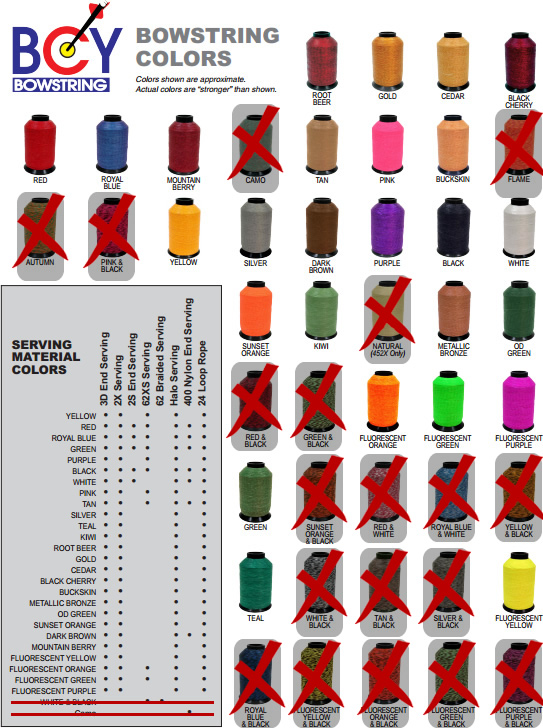 BCY
BOWSTRING
BOWSTRING
COLORS
Colors shown are approximate.
Actual colors are “stronger” than shown.
ROOT
BEER
GOLD
CEDAR
BLACK
CHERRY
RED
ROYAL
BLUE
MOUNTAIN
BERRY
CAMO
TAN
PINK
BUCKSKIN
FLAME
AUTUMN
PINK &
BLACK
YELLOW
SILVER
DARK
BROWN
PURPLE
BLACK
WHITE
SUNSET
ORANGE
KIWI
NATURAL
(452X Only)
METALLIC
BRONZE
OD
GREEN
RED &
BLACK
GREEN &
BLACK
FLUORESCENT
ORANGE
FLUORESCENT
GREEN
FLUORESCENT
PURPLE
GREEN
SUNSET
ORANGE
& BLACK
RED &
WHITE
ROYAL BLUE
& WHITE
YELLOW
& BLACK
TEAL
WHITE &
BLACK
TAN &
BLACK
SILVER &
BLACK
FLUORESCENT
YELLOW
ROYAL
BLUE
& BLACK
FLUORESCENT
YELLOW &
BLACK
FLUORESCENT
ORANGE &
BLACK
FLUORESCENT
GREEN &
BLACK
FLUORESCENT
PURPLE &
BLACK
SERVING
MATERIAL
COLORS
3D End Serving
2X Serving
2S End Serving
62XS Serving
62 Braided Serving
Halo Serving
400 Nylon End Serving
24 Loop Rope
YELLOW
RED
ROYAL BLUE
GREEN
PURPLE
BLACK
WHITE
PINK
TAN
SILVER
TEAL
KIWI
ROOT BEER
GOLD
CEDAR
BLACK CHERRY
BUCKSKIN
METALLIC BRONZE
OD GREEN
SUNSET ORANGE
DARK BROWN
MOUNTAIN BERRY
FLUORESCENT YELLOW
FLUORESCENT ORANGE
FLUORESCENT GREEN
FLUORESCENT PURPLE
WHITE & BLACK
Camo